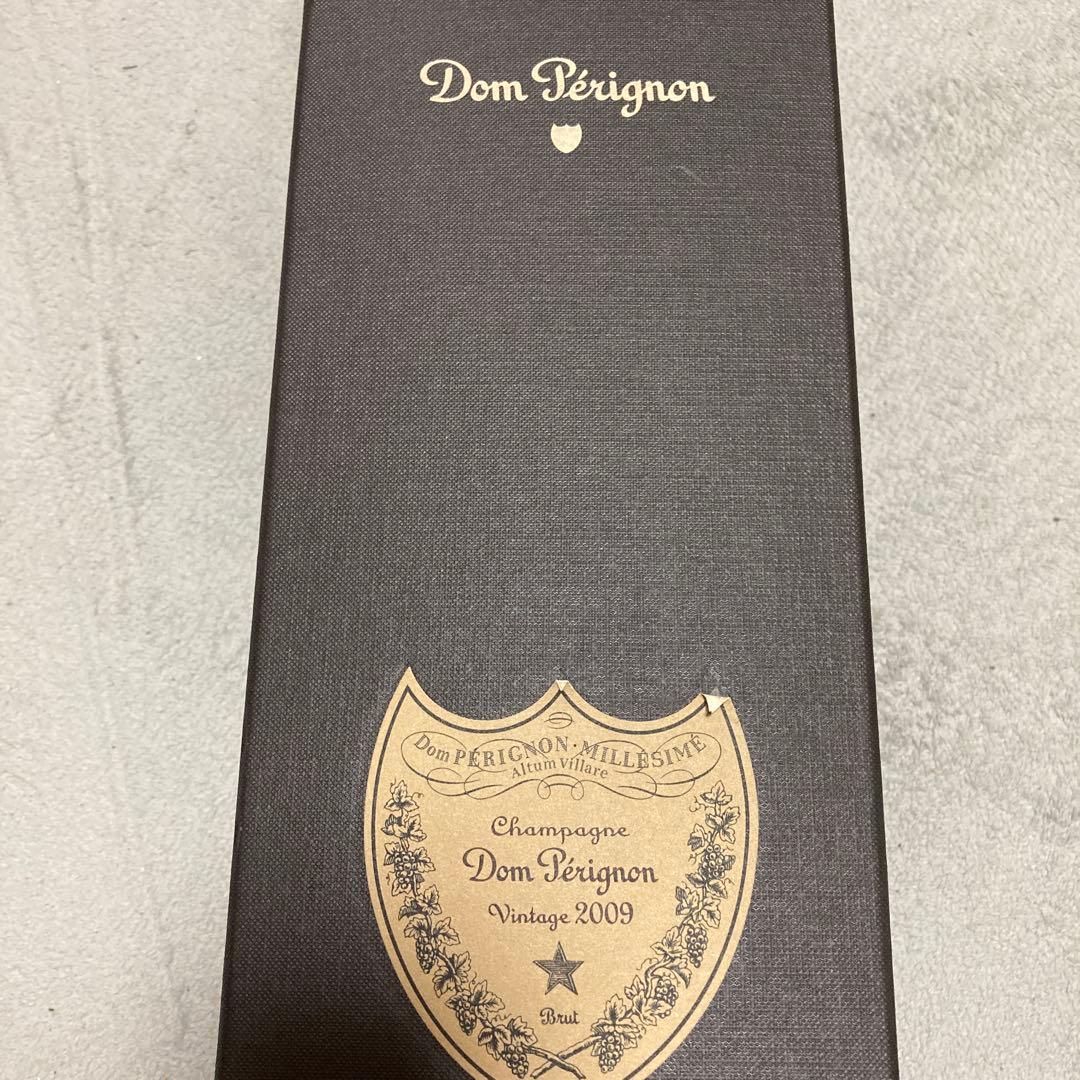 Dom Pérignon
Dom PÉRIGNON · MILLÉSIMÉ
Altum Villare
Champagne
Dom Pérignon
Vintage 2009
Brut